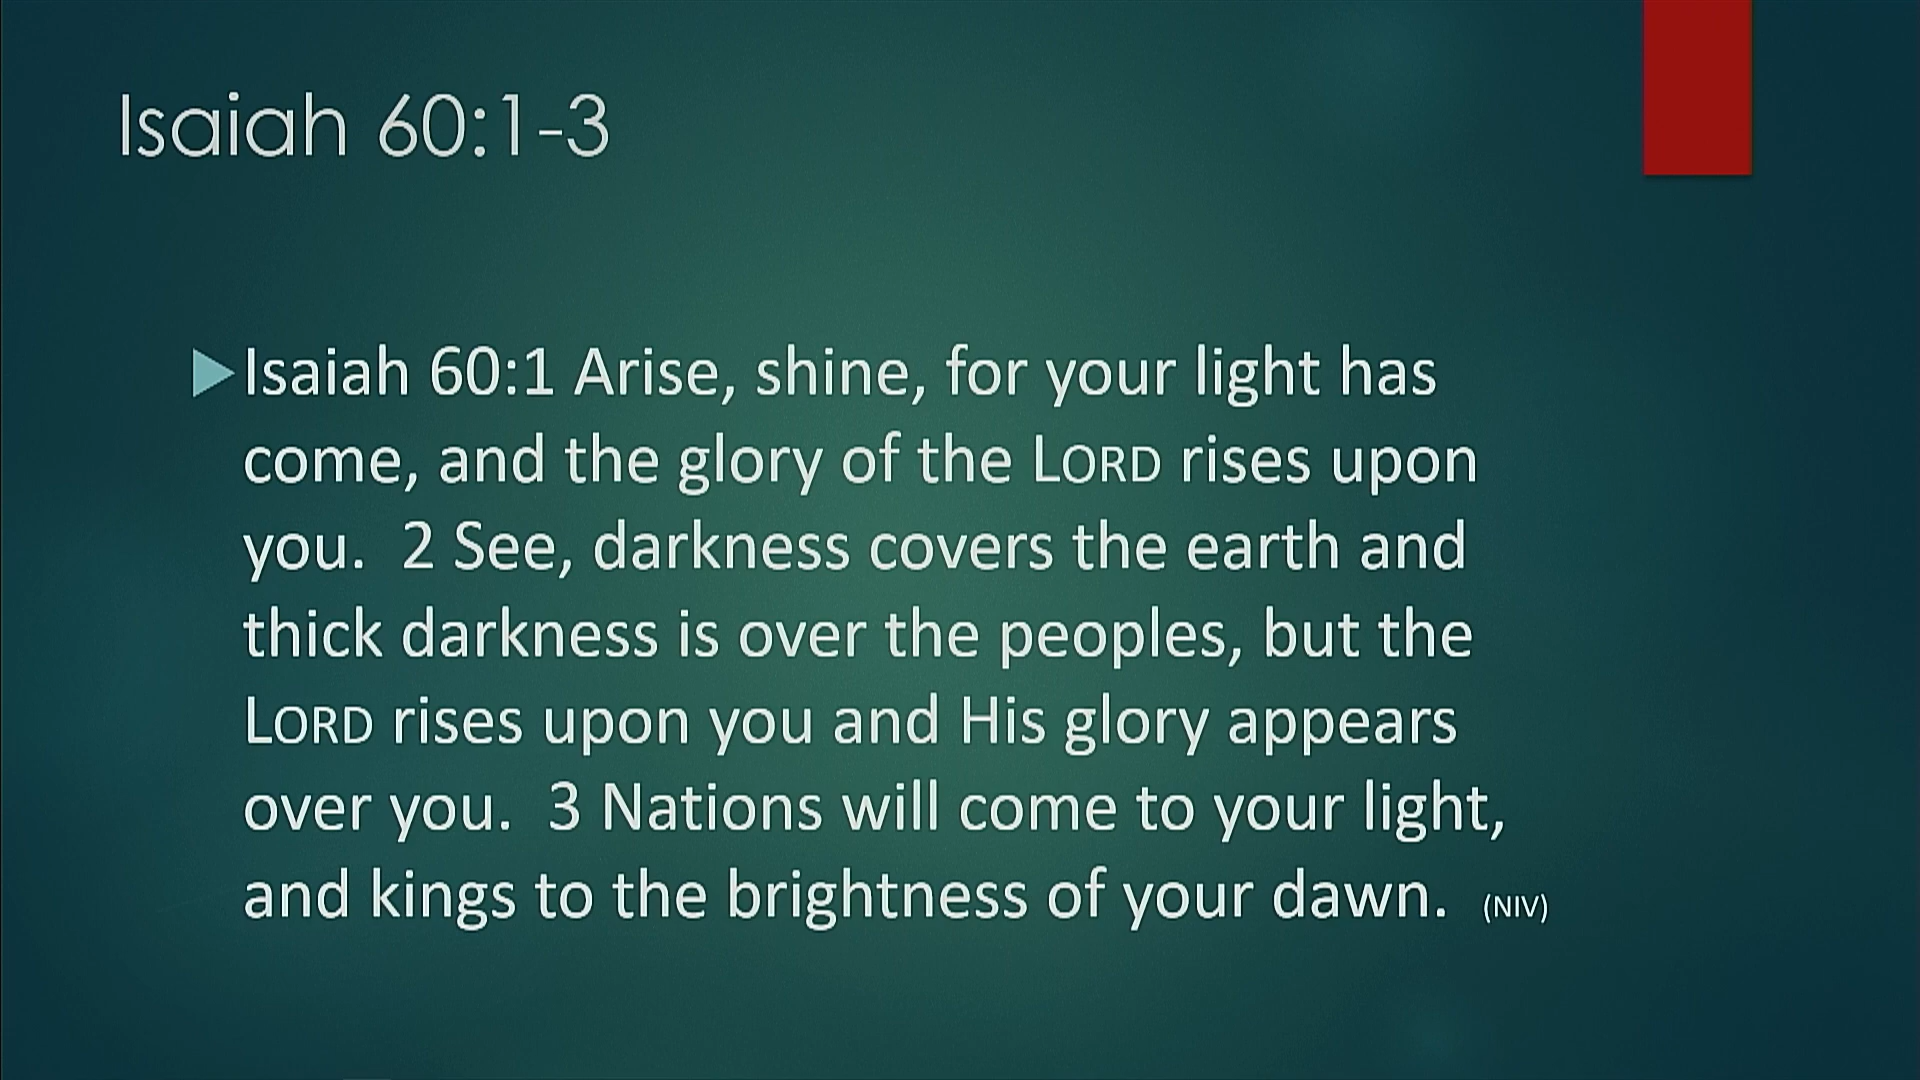 Isaiah 60:1-3
Isaiah 60:1 Arise, shine, for your light has
come, and the glory of the LORD rises upon
you.  2 See, darkness covers the earth and
thick darkness is over the peoples, but the
LORD rises upon you and His glory appears
over you.  3 Nations will come to your light,
and kings to the brightness of your dawn.  (NIV)